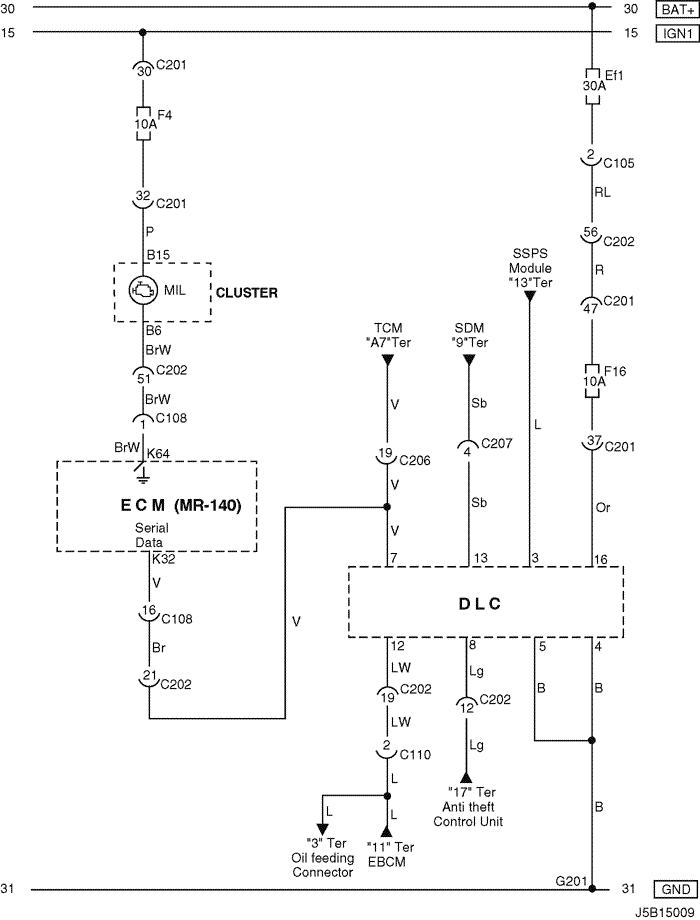 30
30 BAT+
15
15 IGN1
30 C201
Ef1
30A
F4
10A
2 C105
RL
32 C201
P
56 C202
R
B15
MIL
CLUSTER
SSPS
Module
"13"Ter
47 C201
B6
BrW
TCM
"A7"Ter
SDM
"9"Ter
51 C202
F16
10A
BrW
V
Sb
L
1 C108
BrW
K64
19 C206
4 C207
37 C201
ECM (MR-140)
Serial
Data
V
Sb
Or
V
K32
7
13
3
16
V
DLC
16 C108
V
Br
12
8
5
4
21 C202
LW
Lg
B
B
19 C202
12 C202
LW
Lg
2 C110
L
"17" Ter
Anti theft
Control Unit
B
L
L
"3" Ter
Oil feeding
Connector
"11" Ter
EBCM
G201
31
31 GND
J5B15009